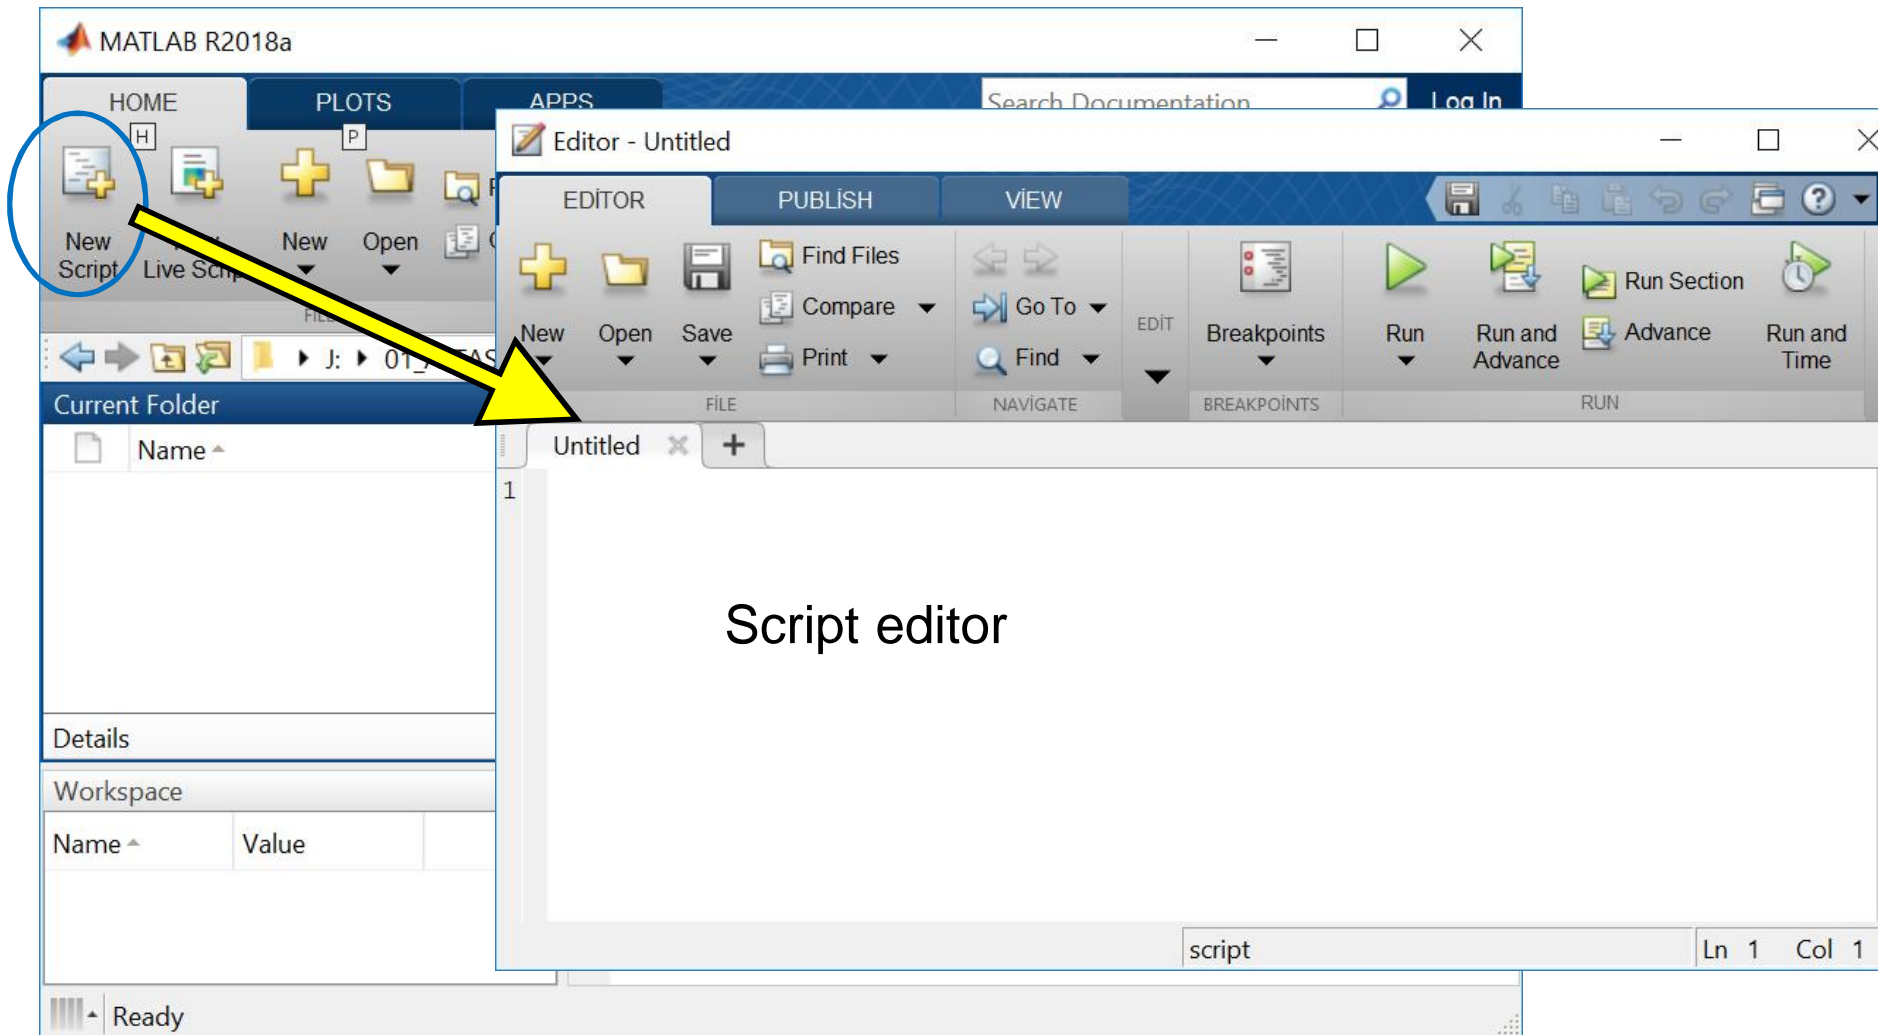 MATLAB R2018a
HOME PLOTS APPS Search Documentation Log In
H P
New Script
Live Script
New
Open
FILE
J: 01_
Current Folder
Name
Details
Workspace
Name Value
Ready
Editor - Untitled
EDİTOR PUBLİSH VİEW
New Open Save
Find Files
Compare
Print
FİLE
Go To
Find
NAVİGATE
EDİT
Breakpoints
BREAKPOİNTS
Run
Run and Advance
Run Section
Advance
Run and Time
RUN
Untitled
1
Script editor
script Ln 1 Col 1